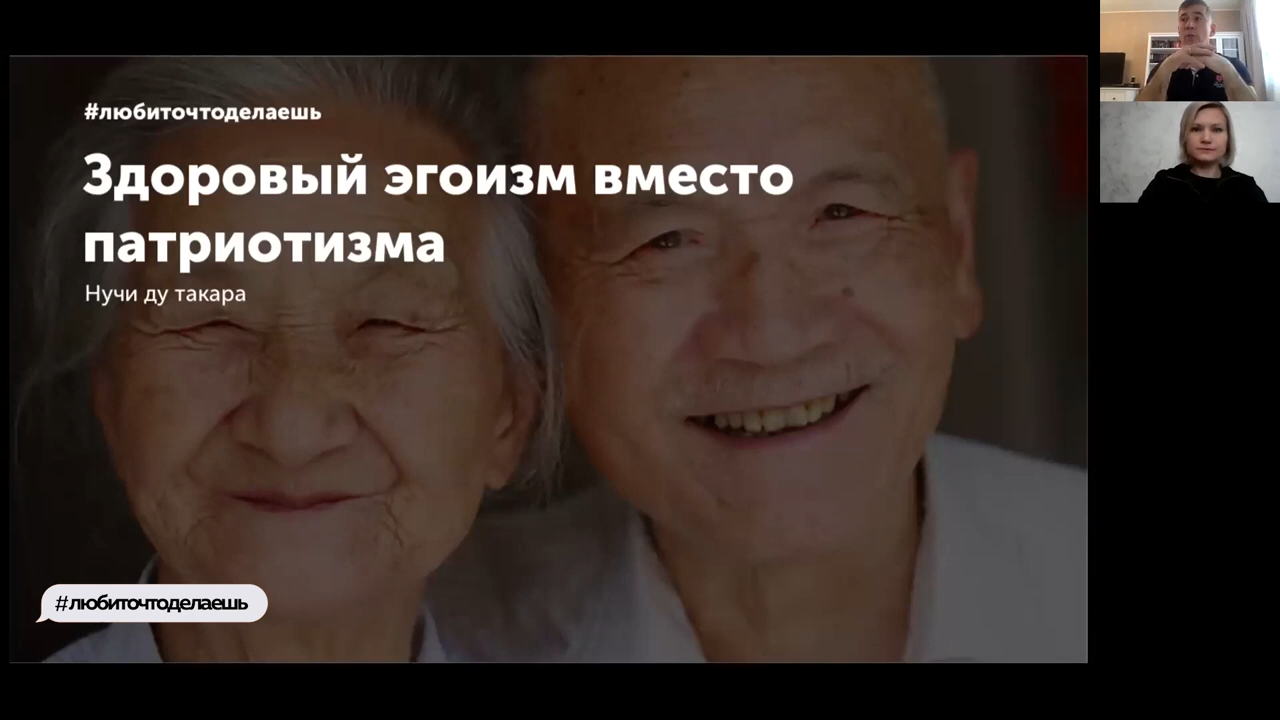 #любиточтоделаешь
Здоровый эгоизм вместо
патриотизма
Нучи ду такара
#любиточтоделаешь